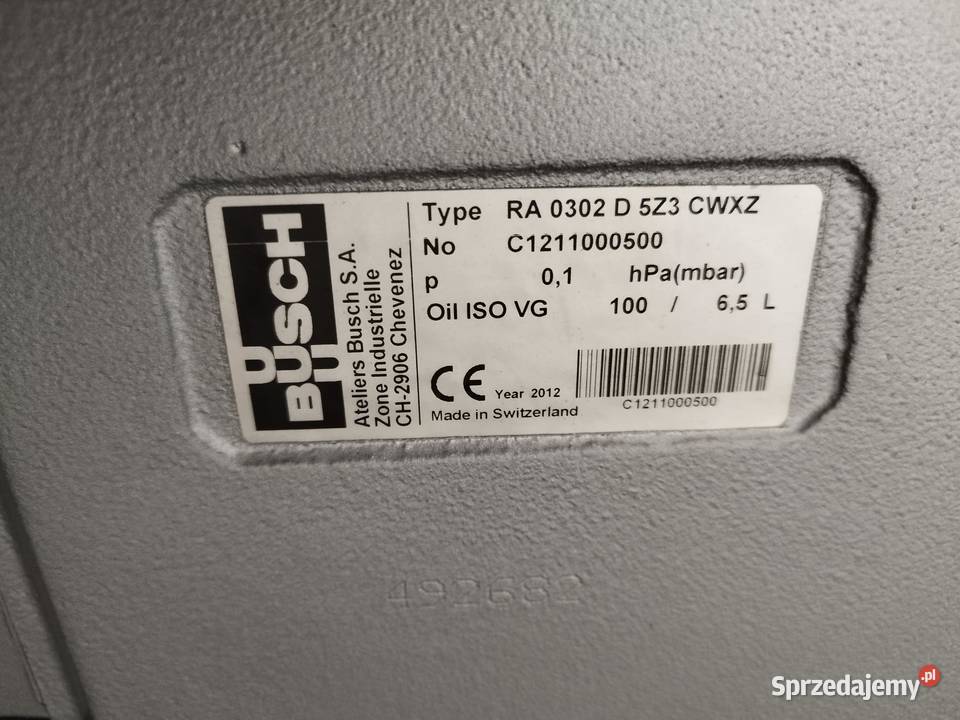 BUSCH
Ateliers Busch S.A.
Zone Industrielle
CH-2906 Chevenez
Type RA 0302 D 5Z3 CWXZ
No C1211000500
p 0,1 hPa(mbar)
Oil ISO VG 100 / 6,5 L
CE Year 2012
Made in Switzerland
C1211000500
492682
Sprzedajemy.pl